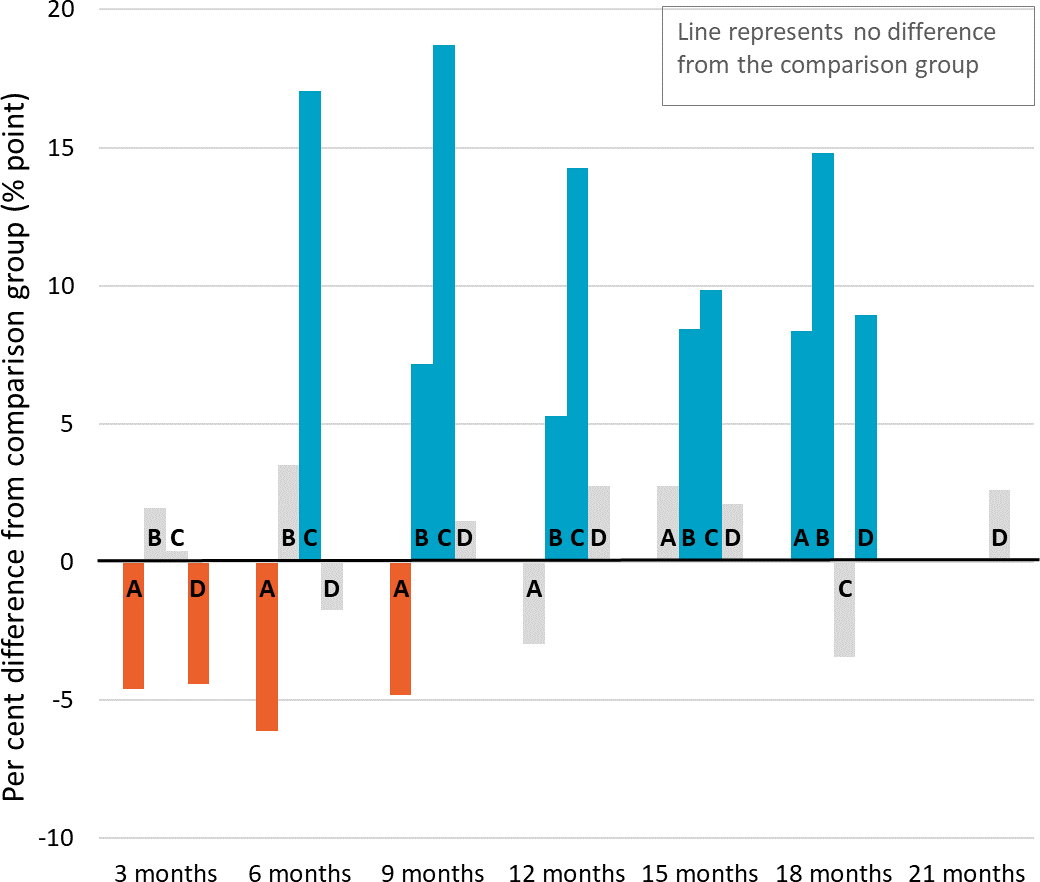 Per cent difference from comparison group (% point)
20
15
10
5
0
-5
-10
Line represents no difference
from the comparison group
A B C D
A B C D
A B C D
A B C D
A B C D
A B C D
D
3 months 6 months 9 months 12 months 15 months 18 months 21 months